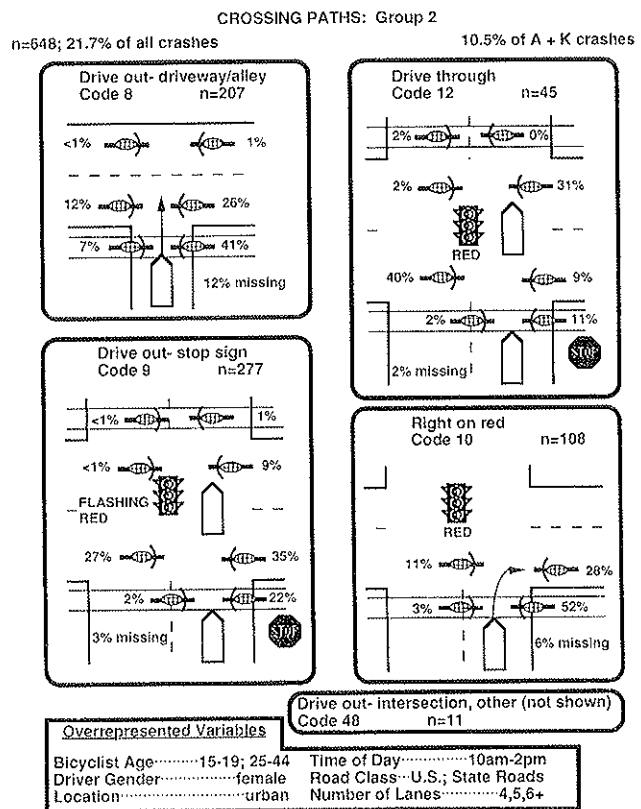 CROSSING PATHS: Group 2
n=648; 21.7% of all crashes
10.5% of A + K crashes
Drive out- driveway/alley
Code 8 n=207
<1% 1%
12% 26%
7% 41%
12% missing
Drive through
Code 12 n=45
2% 0%
2% 31%
RED
40% 9%
2% 11%
STOP
2% missing
Drive out- stop sign
Code 9 n=277
<1% 1%
<1% 9%
FLASHING
RED
27% 35%
2% 22%
3% missing
STOP
Right on red
Code 10 n=108
RED
11% 28%
3% 52%
6% missing
Drive out- intersection, other (not shown)
Code 48 n=11
Overrepresented Variables
Bicyclist Age·········15-19; 25-44 Time of Day···············10am-2pm
Driver Gender···············female Road Class···U.S.; State Roads
Location·························urban Number of Lanes·········4,5,6+